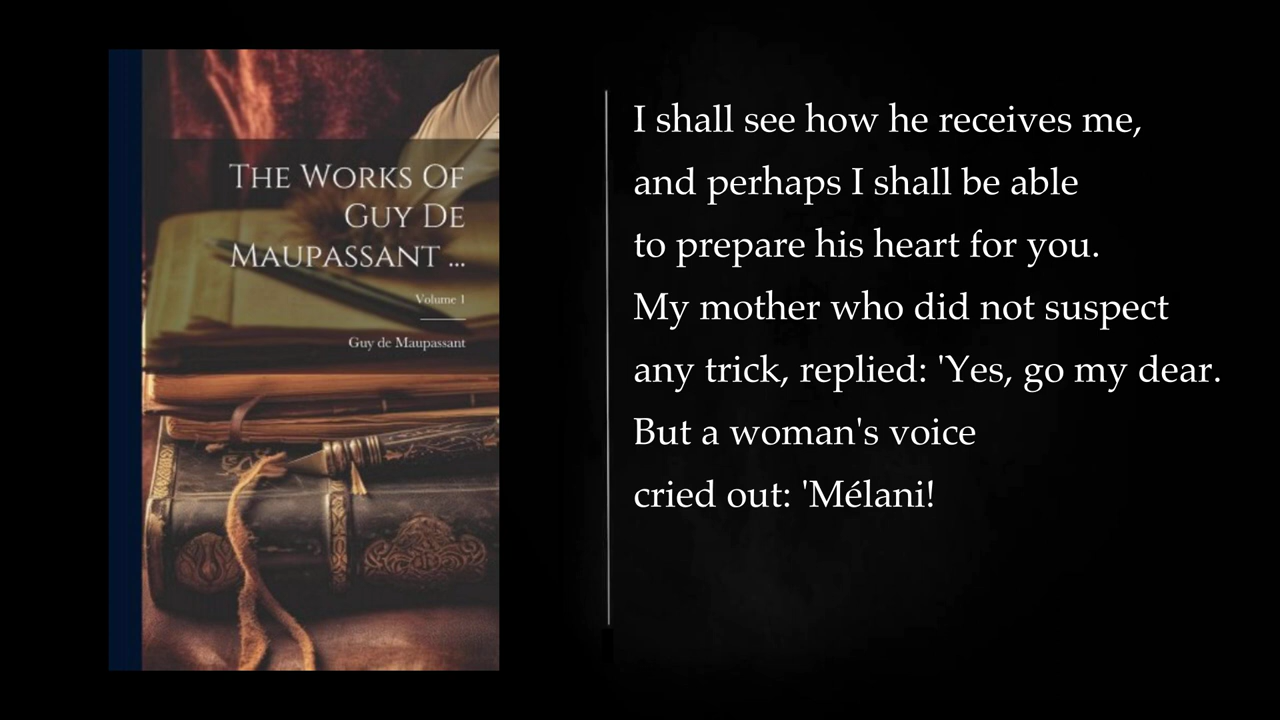 THE WORKS OF
GUY DE
MAUPASSANT ...
Volume 1
Guy de Maupassant
I shall see how he receives me,
and perhaps I shall be able
to prepare his heart for you.
My mother who did not suspect
any trick, replied: 'Yes, go my dear.
But a woman's voice
cried out: 'Mélani!